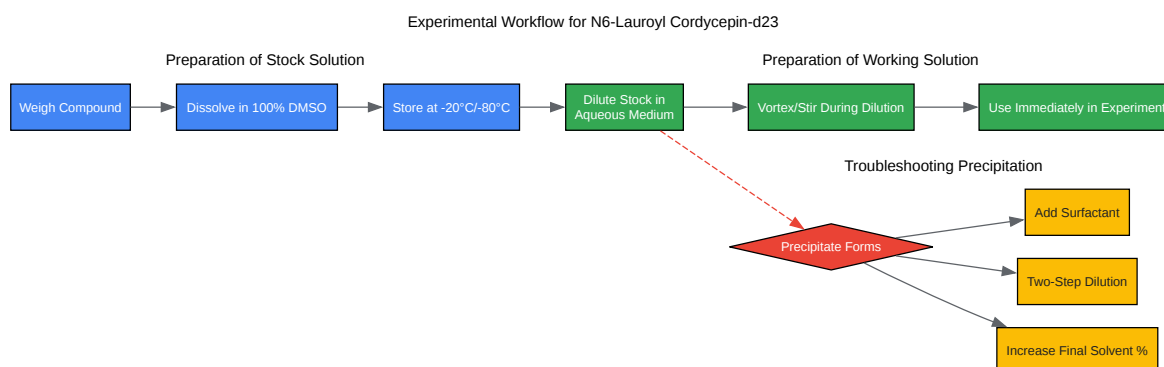 Experimental Workflow for N6-Lauroyl Cordycepin-d23
Preparation of Stock Solution
Preparation of Working Solution
Weigh Compound
Dissolve in 100% DMSO
Store at -20°C/-80°C
Dilute Stock in
Aqueous Medium
Vortex/Stir During Dilution
Use Immediately in Experiment
Troubleshooting Precipitation
Add Surfactant
Precipitate Forms
Two-Step Dilution
Increase Final Solvent %